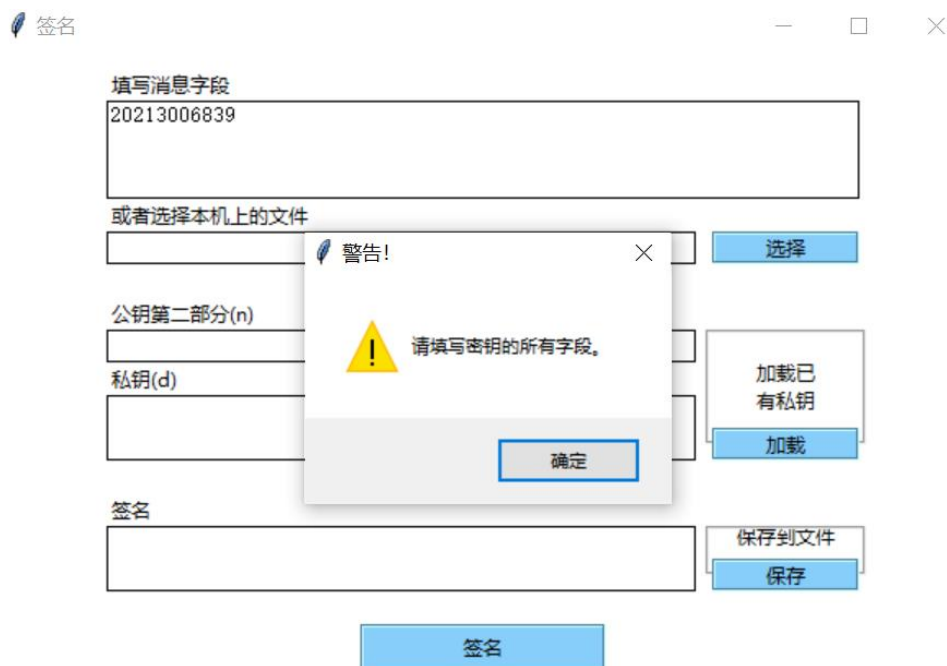 签名
填写消息字段
20213006839
或者选择本机上的文件
选择
警告!
请填写密钥的所有字段。
确定
公钥第二部分(n)
私钥(d)
加载已
有私钥
加载
签名
保存到文件
保存
签名